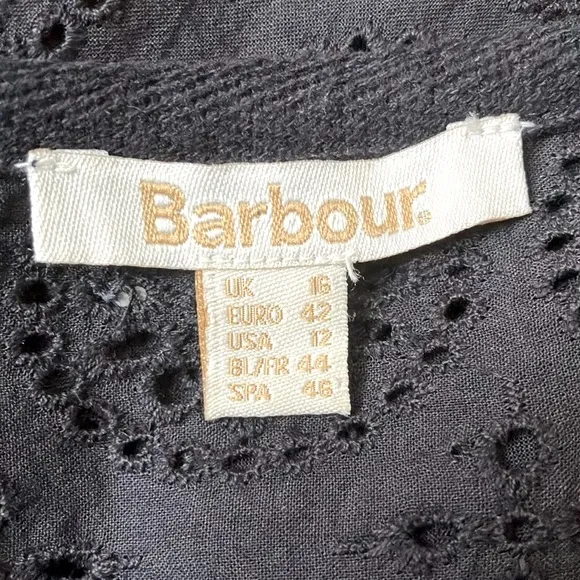 Barbour.
UK 16
EURO 42
USA 12
BL/FR 44
SPA 46